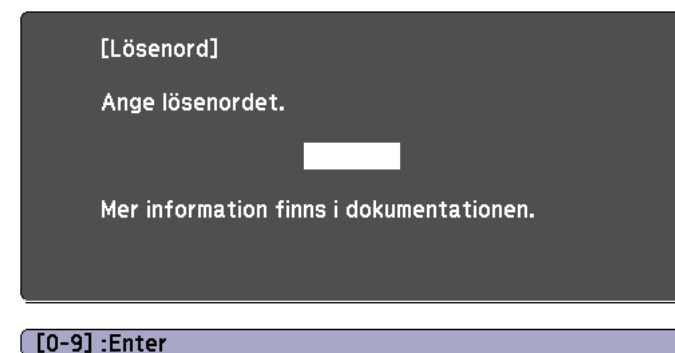 [Lösenord]
Ange lösenordet.
Mer information finns i dokumentationen.
[0-9] :Enter